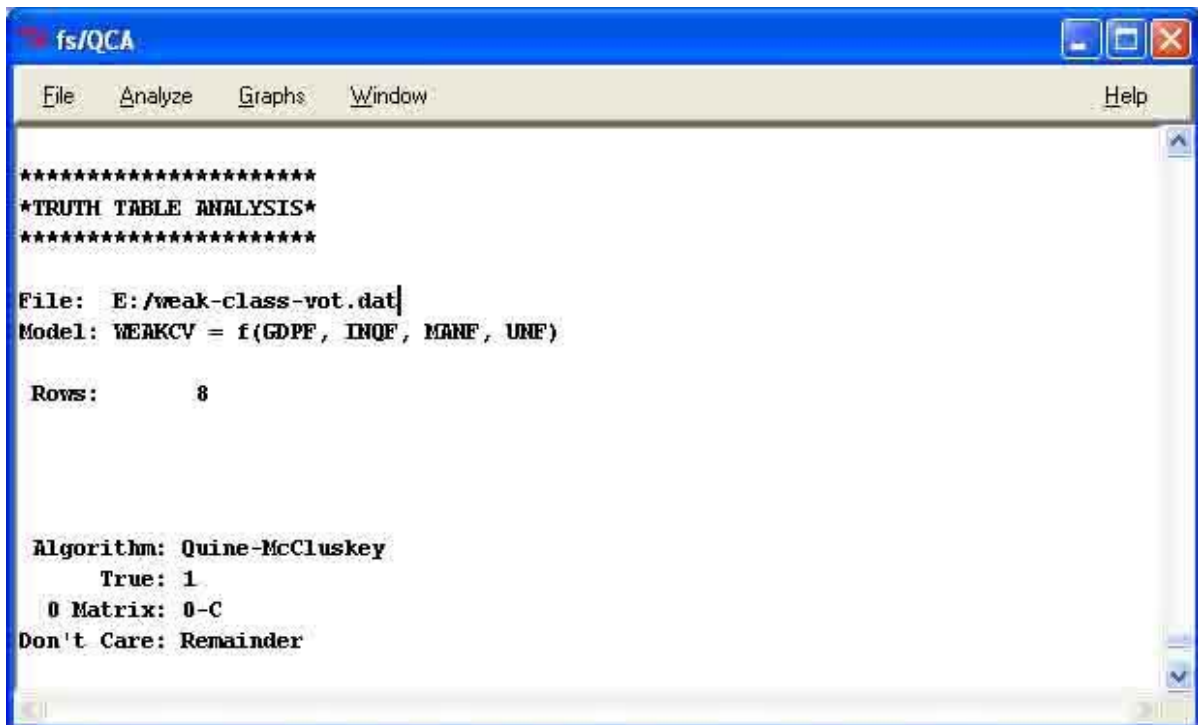 fs/QCA
File Analyze Graphs Window Help
**********************
*TRUTH TABLE ANALYSIS*
**********************
File: E:/weak-class-vot.dat
Model: WEAKCV = f(GDPF, INQF, MANF, UNF)
Rows: 8
Algorithm: Quine-McCluskey
True: 1
0 Matrix: 0-C
Don't Care: Remainder